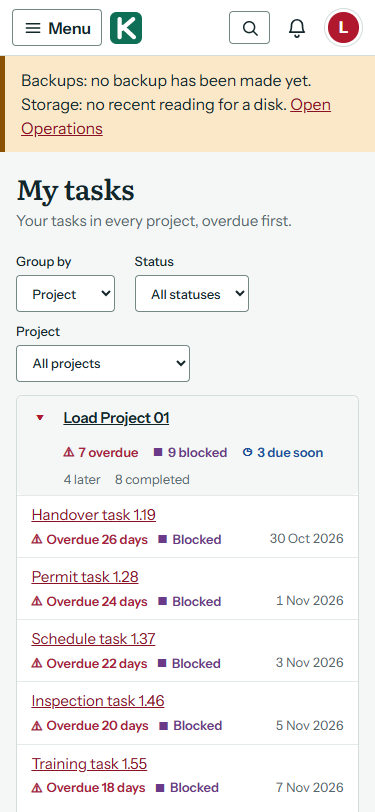 Menu
K
L
Backups: no backup has been made yet.
Storage: no recent reading for a disk. Open
Operations
My tasks
Your tasks in every project, overdue first.
Group by
Status
Project
All statuses
Project
All projects
Load Project 01
7 overdue
9 blocked
3 due soon
4 later
8 completed
Handover task 1.19
Overdue 26 days
Blocked
30 Oct 2026
Permit task 1.28
Overdue 24 days
Blocked
1 Nov 2026
Schedule task 1.37
Overdue 22 days
Blocked
3 Nov 2026
Inspection task 1.46
Overdue 20 days
Blocked
5 Nov 2026
Training task 1.55
Overdue 18 days
Blocked
7 Nov 2026